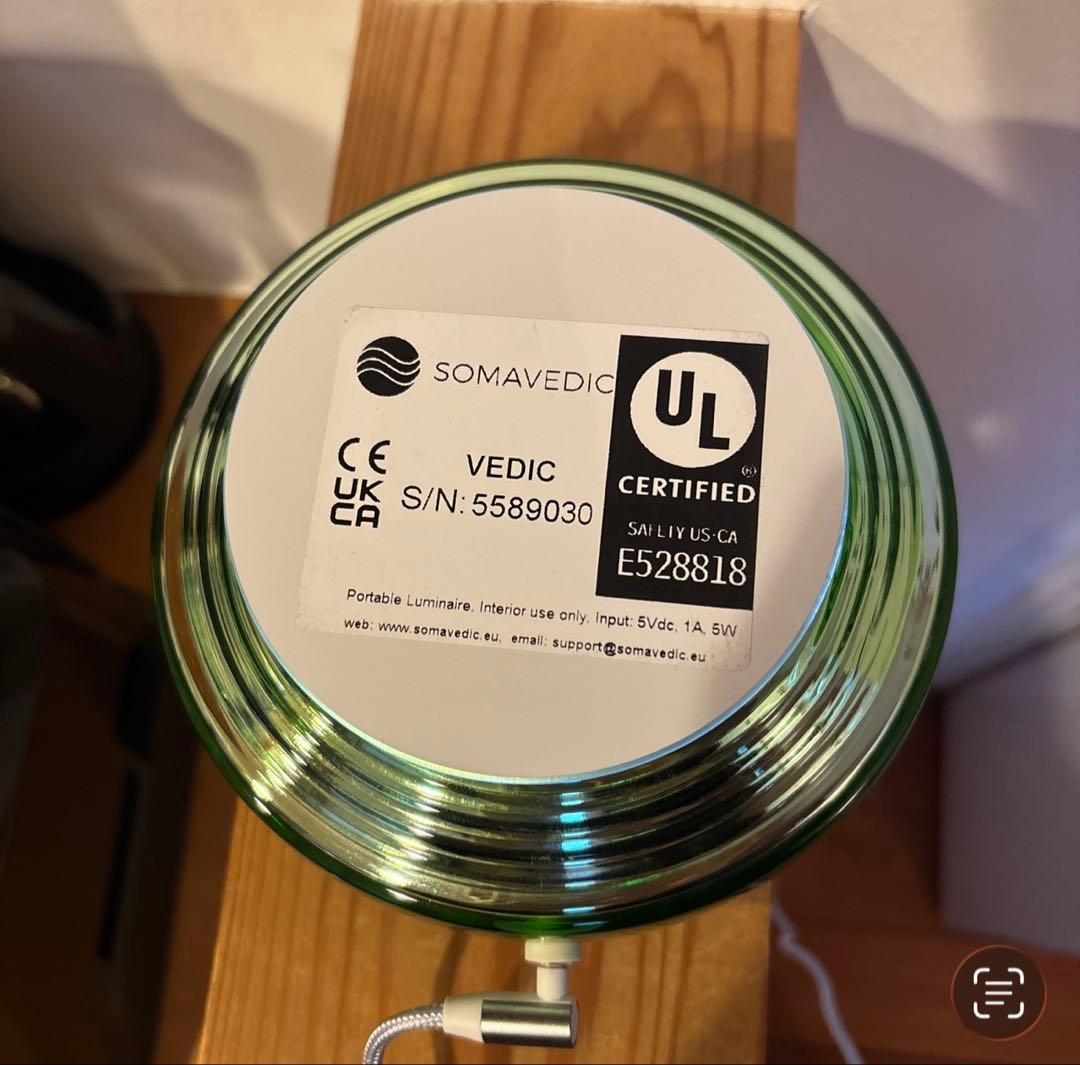 SOMAVEDIC
UL
®
CERTIFIED
SAFETY US-CA
E528818
CE
UK
CA
VEDIC
S/N: 5589030
Portable Luminaire, Interior use only, Input: 5Vdc, 1A, 5W
web: www.somavedic.eu, email: support@somavedic.eu